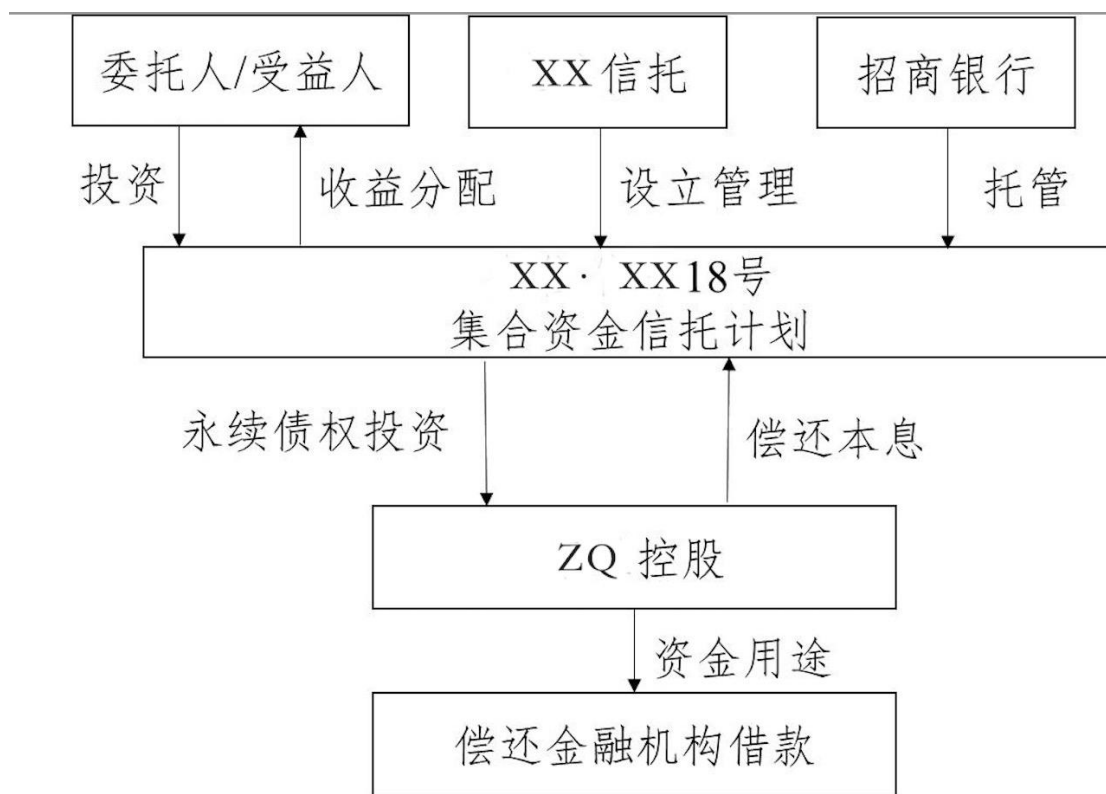 委托人/受益人
XX信托
招商银行
投资
收益分配
设立管理
托管
XX· XX18号
集合资金信托计划
永续债权投资
偿还本息
ZQ 控股
资金用途
偿还金融机构借款